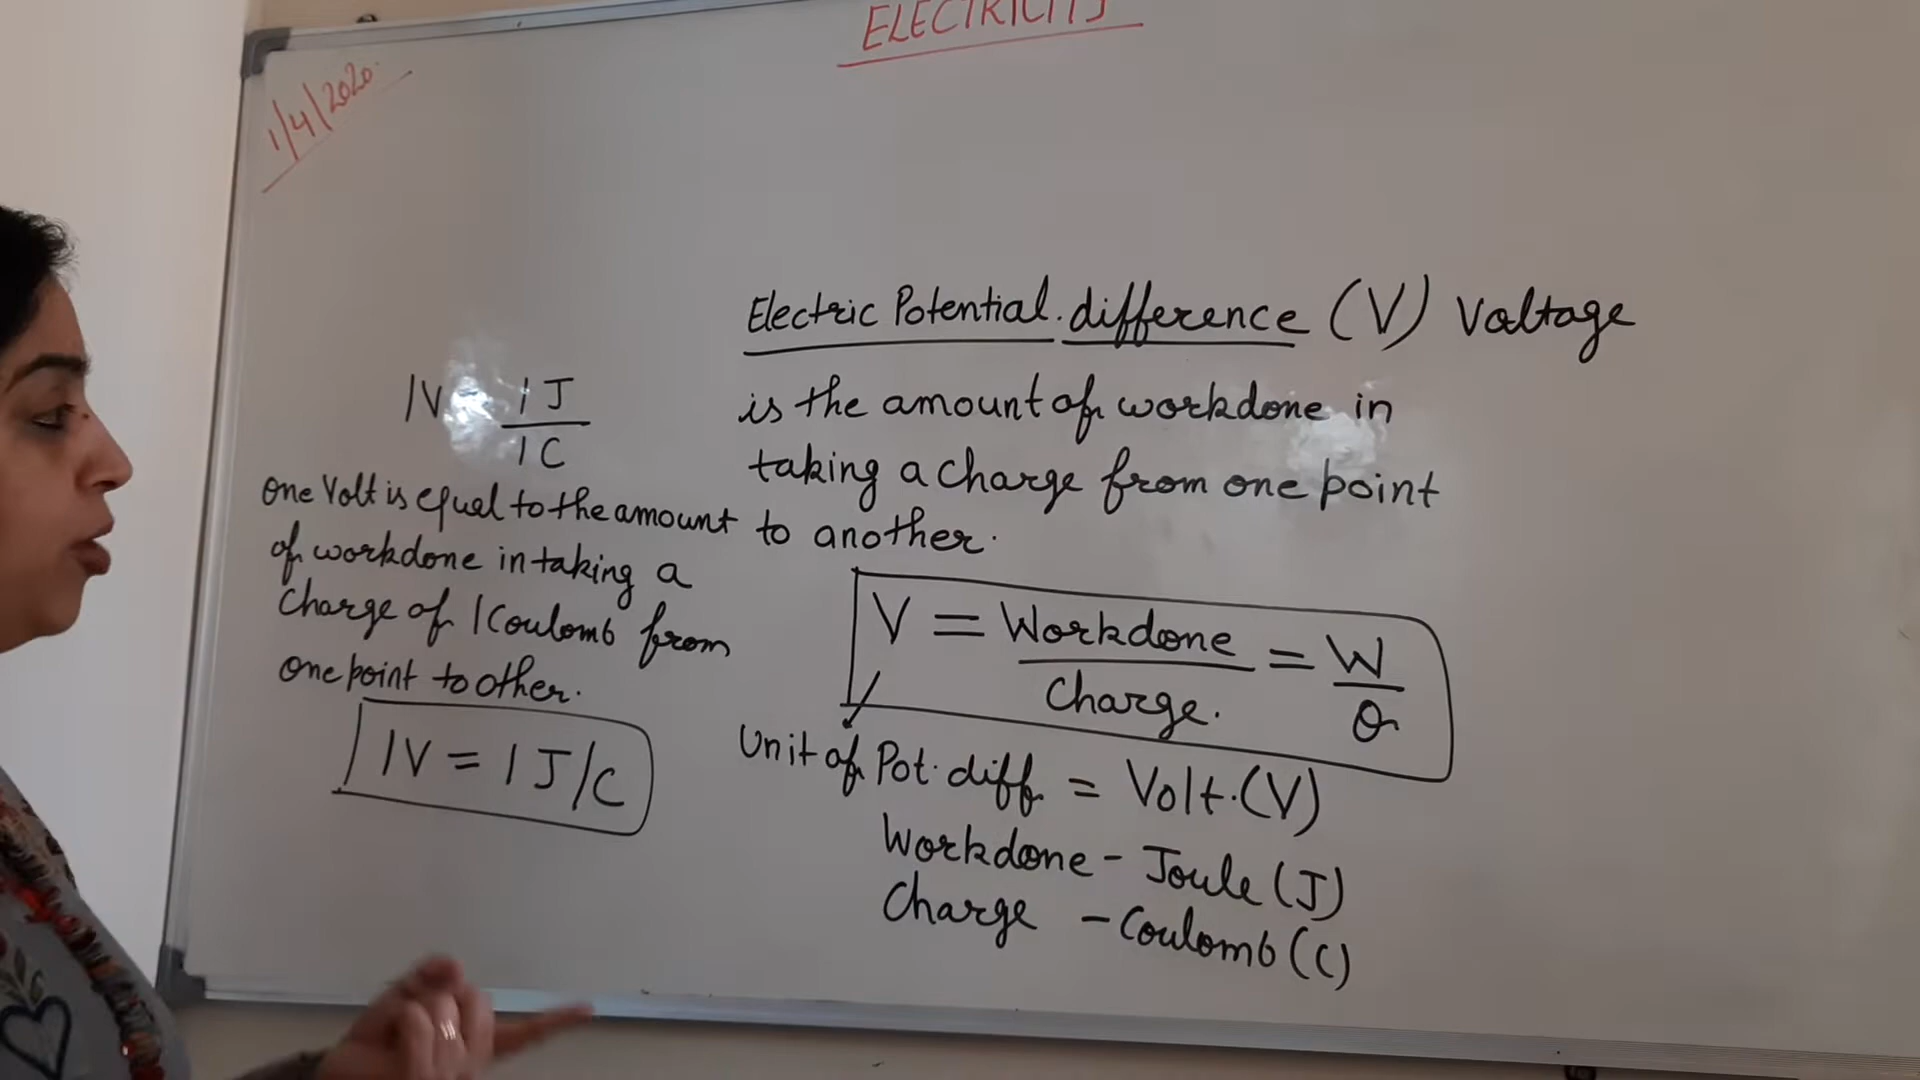 ELECTRICITY
1/4/2020.
Electric Potential. difference (V) Voltage
is the amount of workdone in
taking a charge from one point
to another.
V = Workdone / Charge. = W / Q
Unit of Pot. diff. = Volt. (V)
Workdone - Joule (J)
Charge - Coulomb (C)
1V = 1 J / 1 C
One Volt is equal to the amount
of workdone in taking a
charge of 1 Coulomb from
one point to other.
1V = 1 J/C